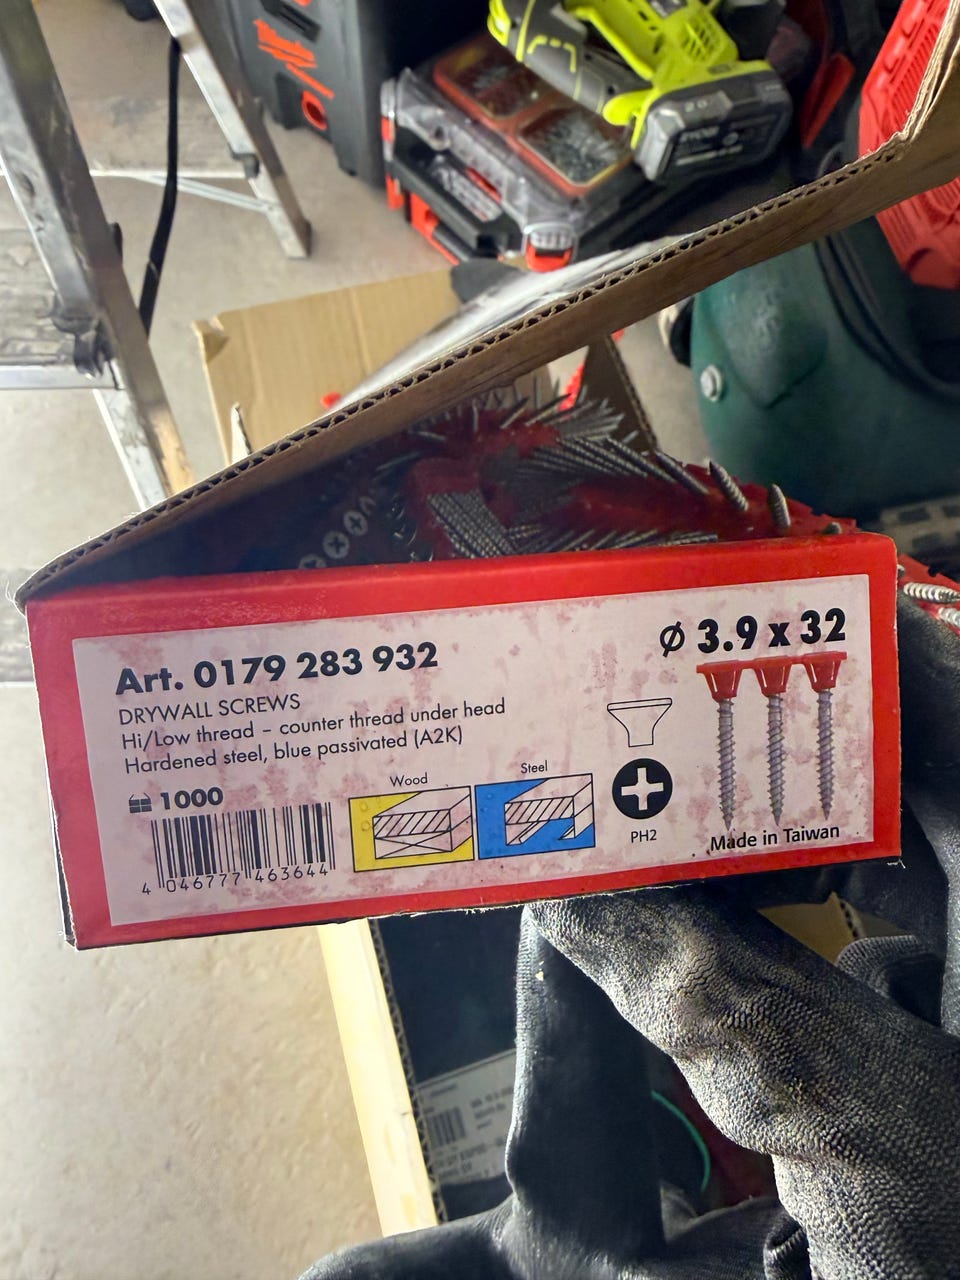 RYOBI
Art. 0179 283 932
DRYWALL SCREWS
Hi/Low thread – counter thread under head
Hardened steel, blue passivated (A2K)
1000
4 046777 463644
Wood
Steel
PH2
Ø 3.9 x 32
Made in Taiwan